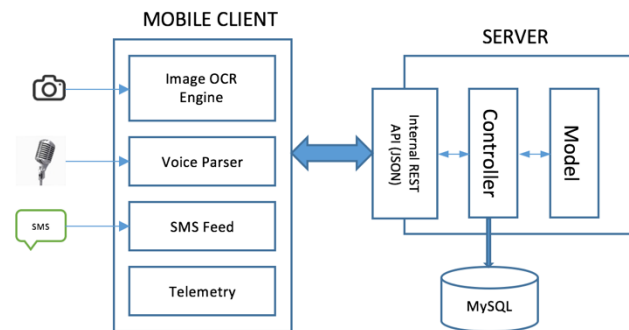 MOBILE CLIENT
SERVER
Image OCR
Engine
Voice Parser
SMS
SMS Feed
Telemetry
Internal REST
API (JSON)
Controller
Model
MySQL